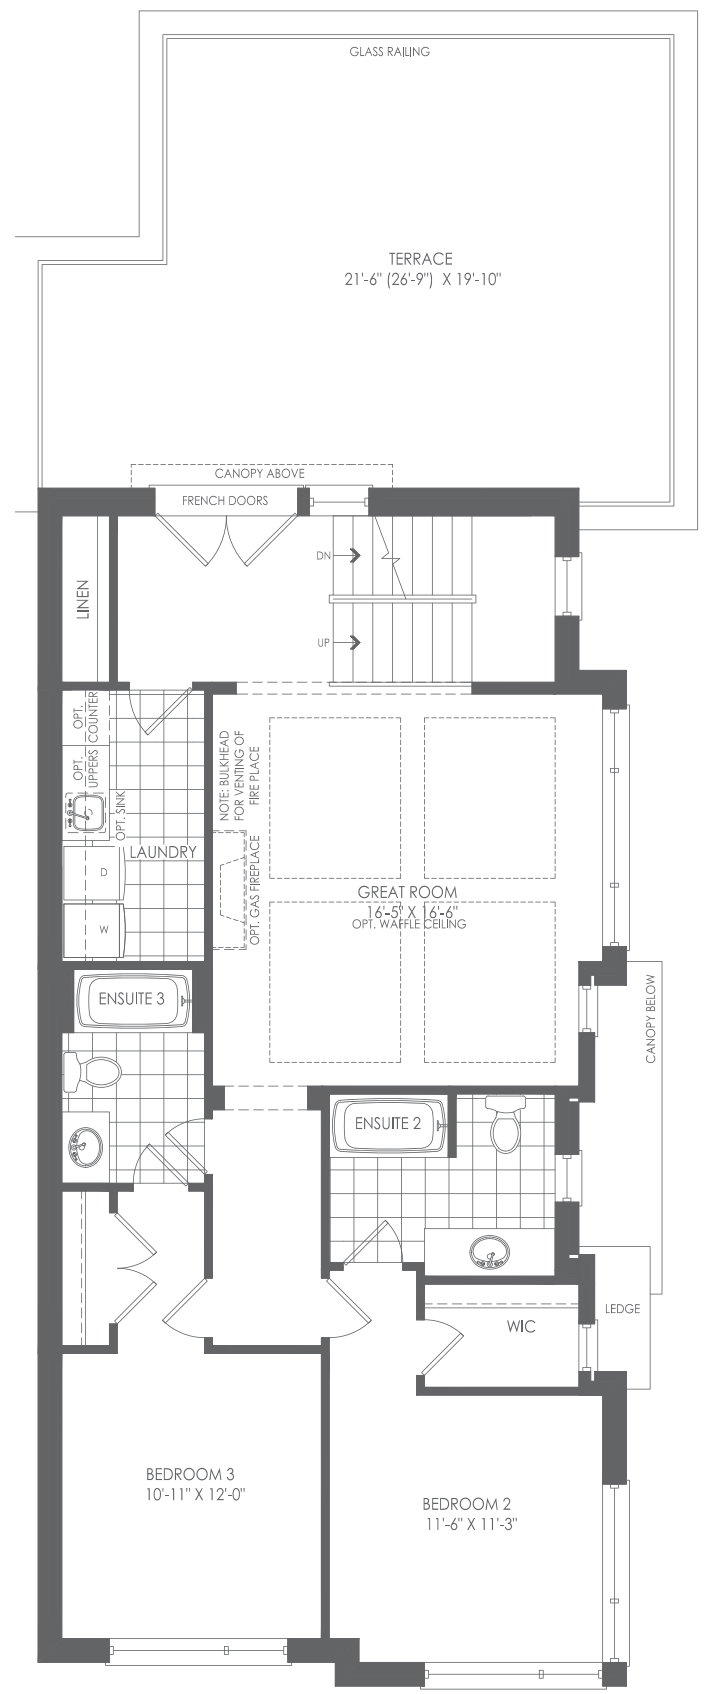 GLASS RAILING
TERRACE
21'-6" (26'-9") X 19'-10"
CANOPY ABOVE
FRENCH DOORS
DN
LINEN
UP
OPT.
COUNTER
OPT.
UPPERS
OPT. SINK
NOTE: BULKHEAD
FOR VENTING OF
FIRE PLACE
LAUNDRY
D
W
OPT. GAS FIREPLACE
GREAT ROOM
16'-5" X 16'-6"
OPT. WAFFLE CEILING
ENSUITE 3
CANOPY BELOW
ENSUITE 2
LEDGE
WIC
BEDROOM 3
10'-11" X 12'-0"
BEDROOM 2
11'-6" X 11'-3"